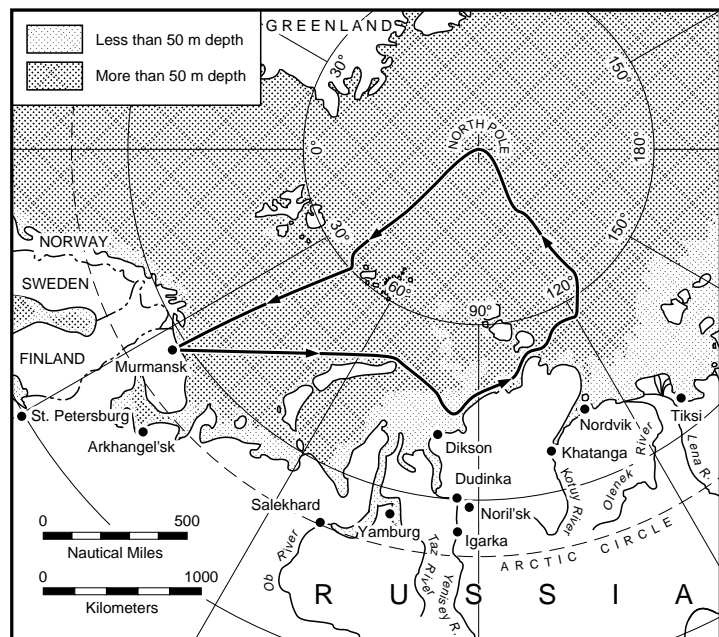 GREENLAND
Less than 50 m depth
More than 50 m depth
30°
0°
30°
60°
90°
120°
150°
180°
150°
NORTH POLE
NORWAY
SWEDEN
FINLAND
Murmansk
St. Petersburg
Arkhangel'sk
Dikson
Nordvik
Tiksi
Khatanga
Dudinka
Noril'sk
Igarka
Salekhard
Yamburg
Ob River
Taz River
Yenisey R.
Kotuy River
Olenek River
Lena R.
ARCTIC CIRCLE
RUSSIA
0 500
Nautical Miles
0 1000
Kilometers